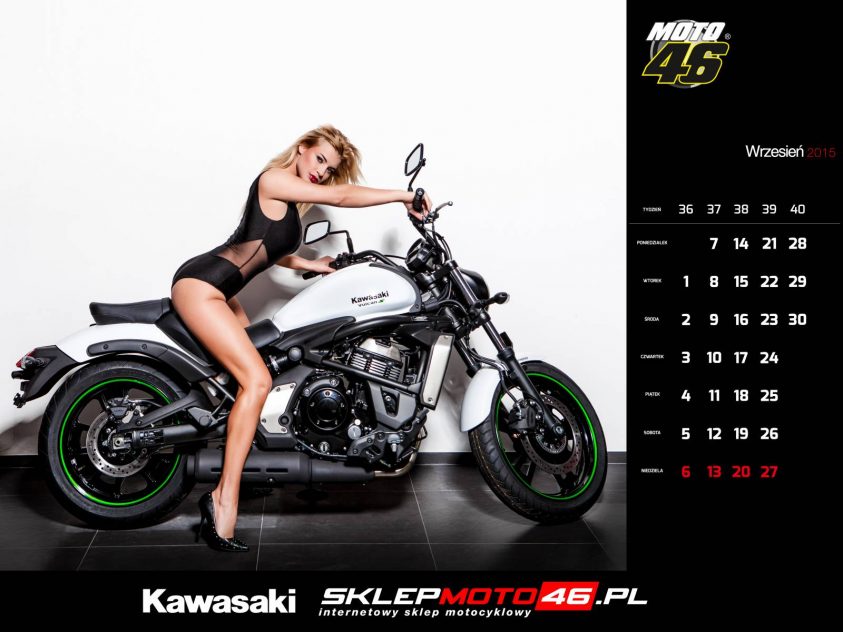 MOTO®
46
Wrzesień 2015
TYDZIEŃ 36 37 38 39 40
PONIEDZIAŁEK 7 14 21 28
WTOREK 1 8 15 22 29
ŚRODA 2 9 16 23 30
CZWARTEK 3 10 17 24
PIĄTEK 4 11 18 25
SOBOTA 5 12 19 26
NIEDZIELA 6 13 20 27
Kawasaki
VULCAN S
Kawasaki SKLEPMOTO46.PL
internetowy sklep motocyklowy